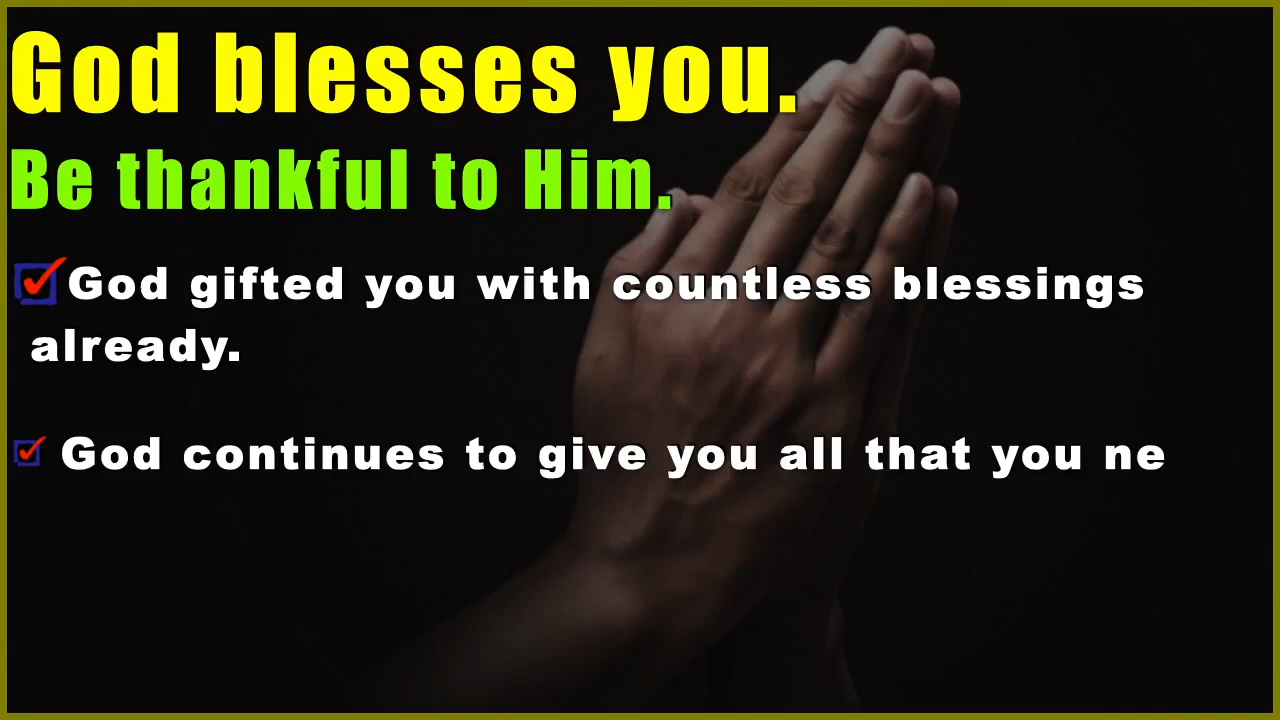 God blesses you.
Be thankful to Him.
God gifted you with countless blessings
already.
God continues to give you all that you ne